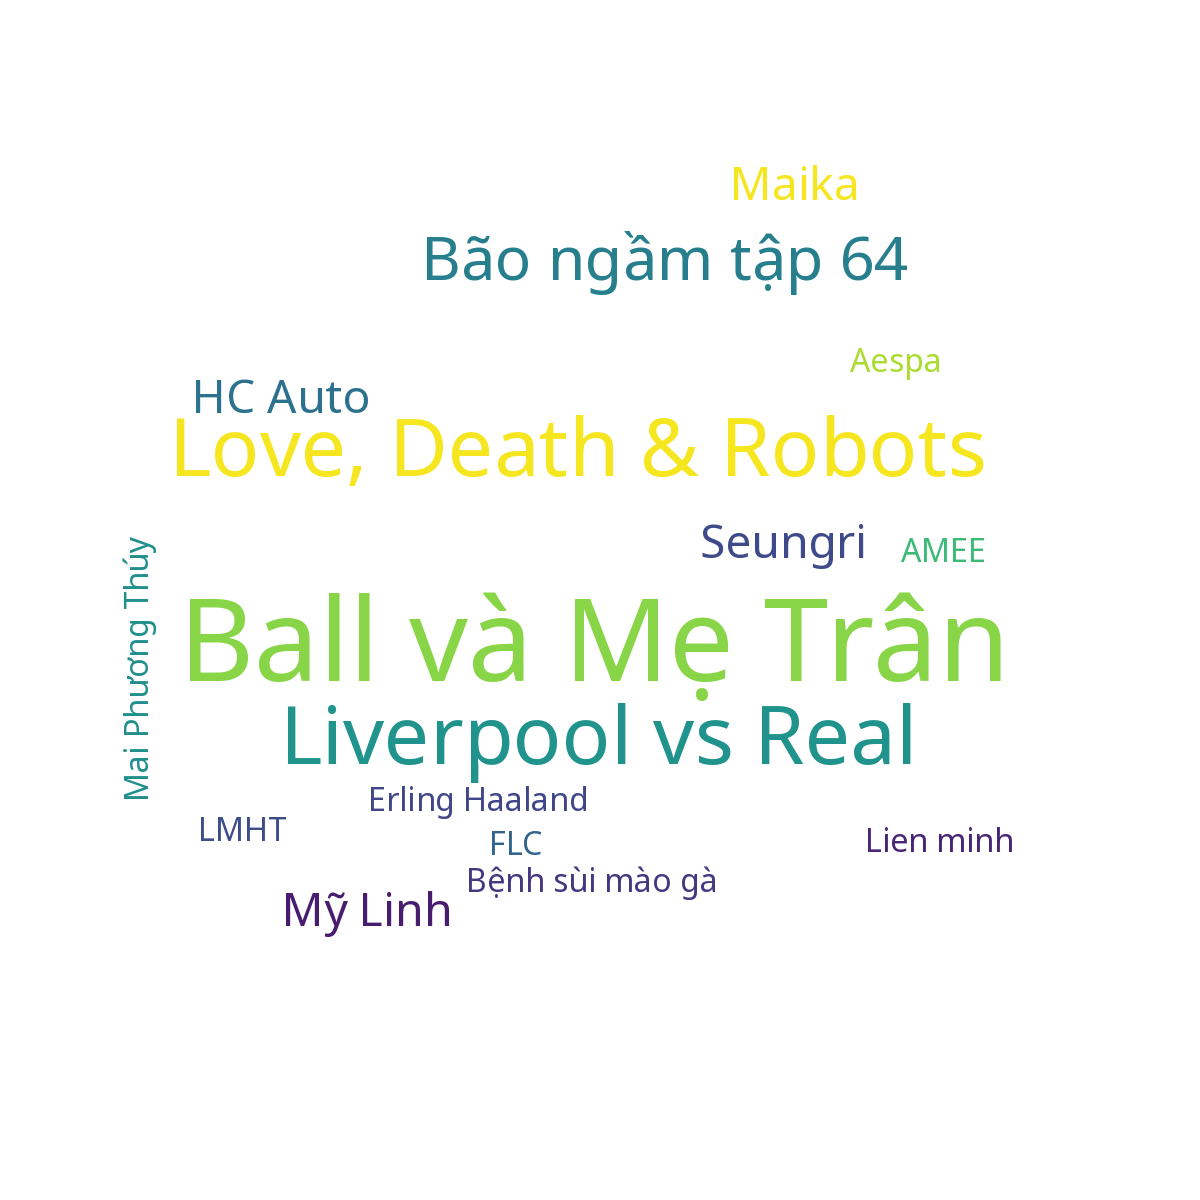 Maika
Bão ngầm tập 64
Aespa
HC Auto
Love, Death & Robots
Seungri
AMEE
Mai Phương Thúy
Ball và Mẹ Trân
Liverpool vs Real
Erling Haaland
LMHT
FLC
Lien minh
Bệnh sùi mào gà
Mỹ Linh